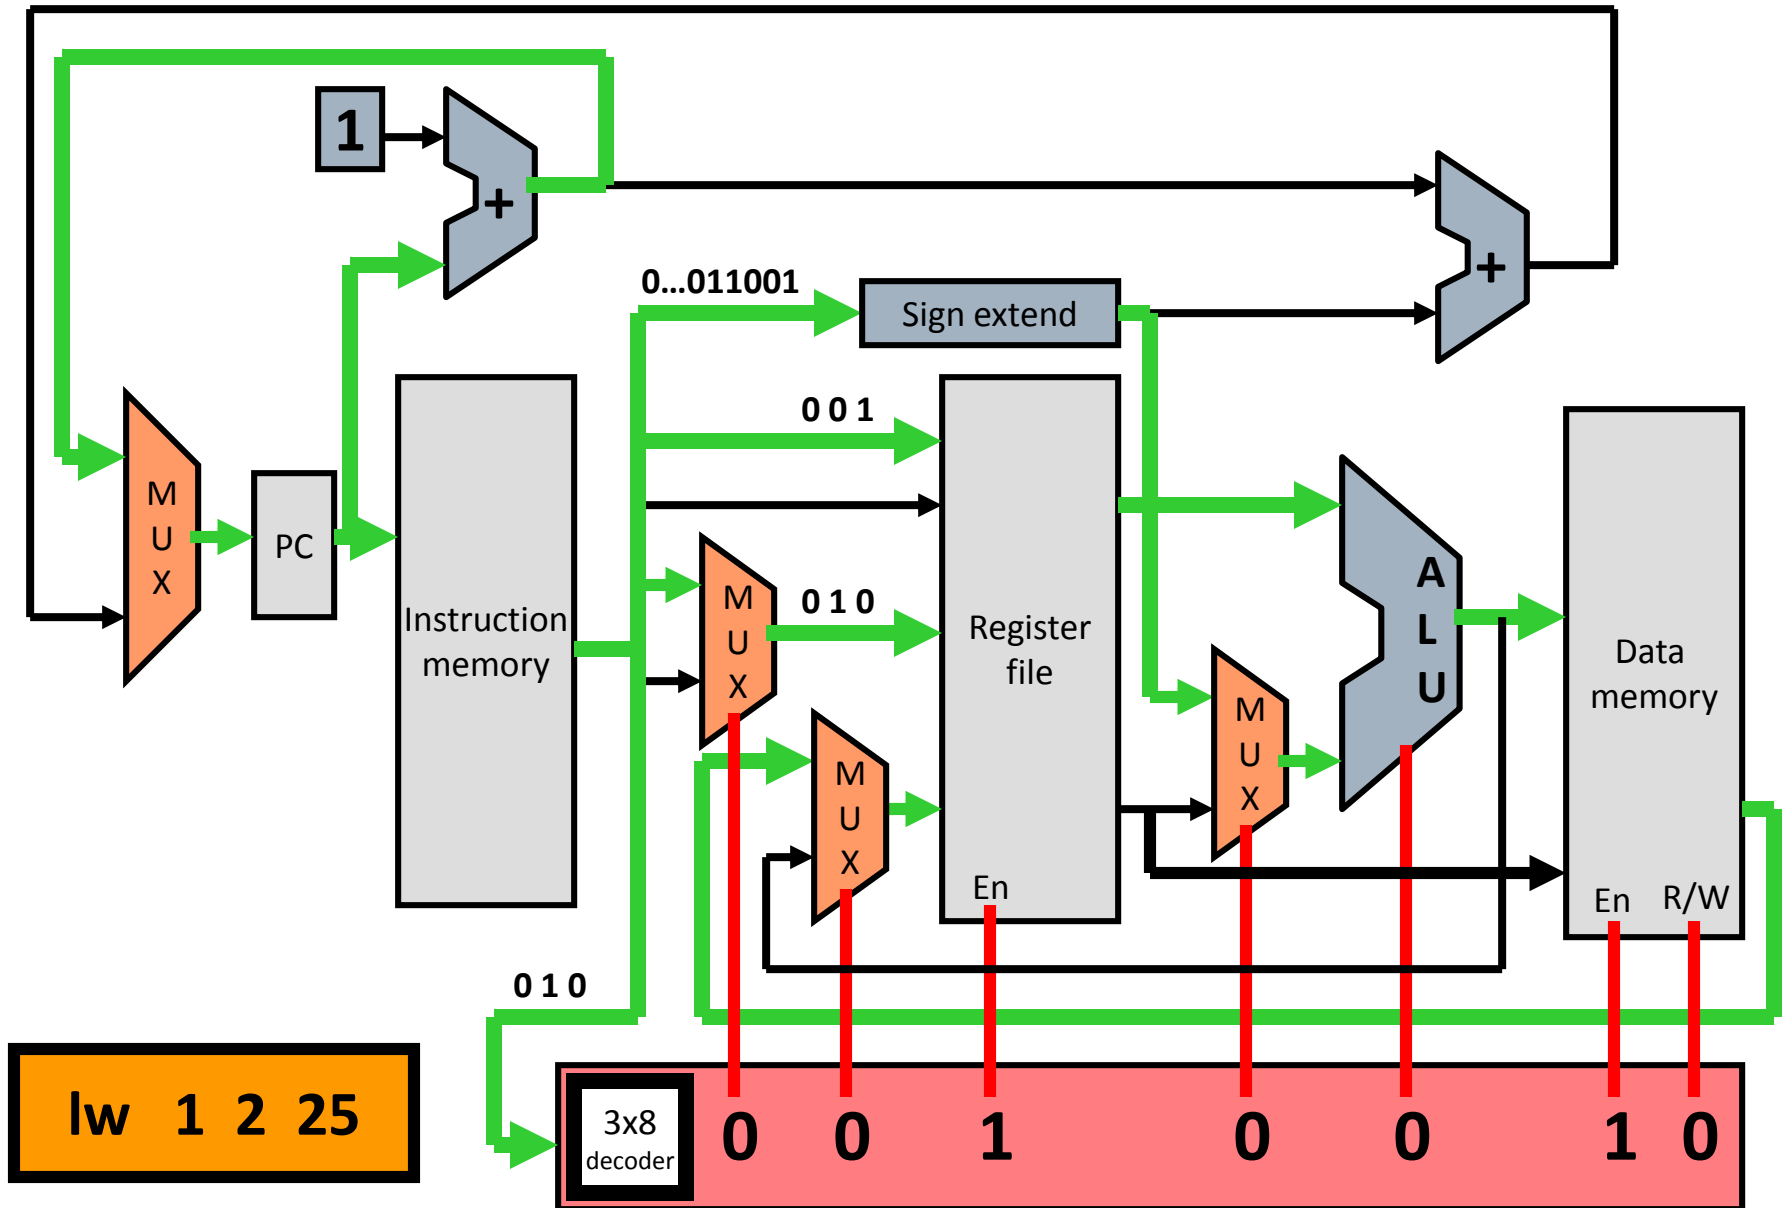 1
+
+
0...011001
Sign extend
0 0 1
M
U
X
PC
Instruction
memory
M
U
X
0 1 0
Register
file
En
M
U
X
M
U
X
A
L
U
Data
memory
En R/W
0 1 0
lw 1 2 25
3x8
decoder
0 0 1 0 0 1 0